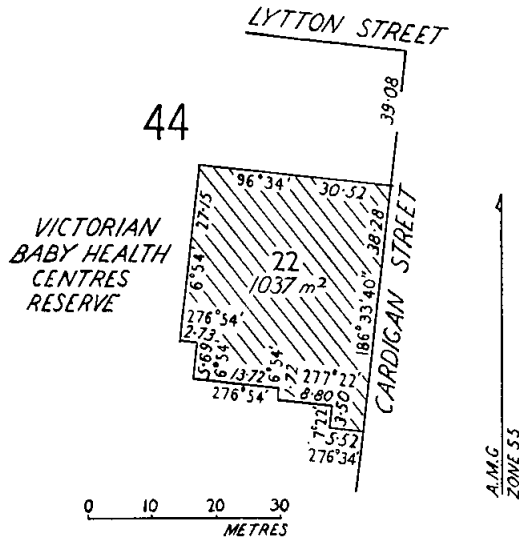 LYTTON STREET
39·08
44
96°34'
30·52
27·15
38·28
VICTORIAN
BABY HEALTH
CENTRES
RESERVE
6°54'
22
1037 m²
186°33'40"
CARDIGAN STREET
276°54'
2·73
5·69
6°54'
13·72
276°54'
6°54'
1·72
277°22'
8·80
3·50
7°22'
5·52
276°34'
A.M.G
ZONE 55
0 10 20 30
METRES